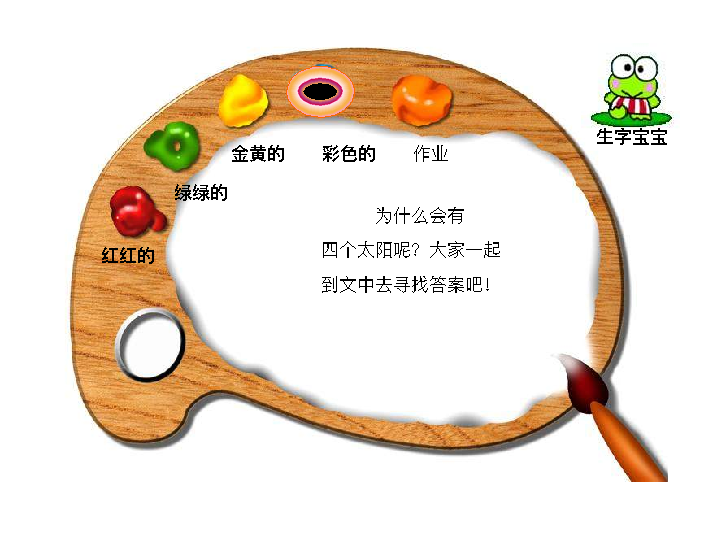 生字宝宝
金黄的
彩色的
作业
绿绿的
红红的
为什么会有
四个太阳呢？大家一起
到文中去寻找答案吧！